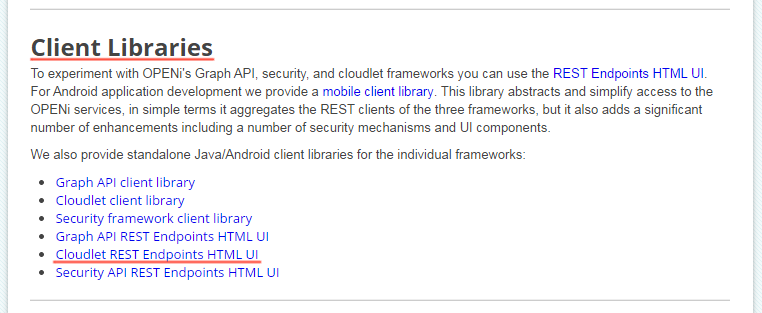 Client Libraries
To experiment with OPENi's Graph API, security, and cloudlet frameworks you can use the REST Endpoints HTML UI.
For Android application development we provide a mobile client library. This library abstracts and simplify access to the
OPENi services, in simple terms it aggregates the REST clients of the three frameworks, but it also adds a significant
number of enhancements including a number of security mechanisms and UI components.
We also provide standalone Java/Android client libraries for the individual frameworks:
• Graph API client library
• Cloudlet client library
• Security framework client library
• Graph API REST Endpoints HTML UI
• Cloudlet REST Endpoints HTML UI
• Security API REST Endpoints HTML UI